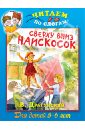 ЧИТАЕМ
по слогам
СВЕРХУ ВНИЗ
НАИСКОСОК
В. Драгунский
Для детей 5-6 лет